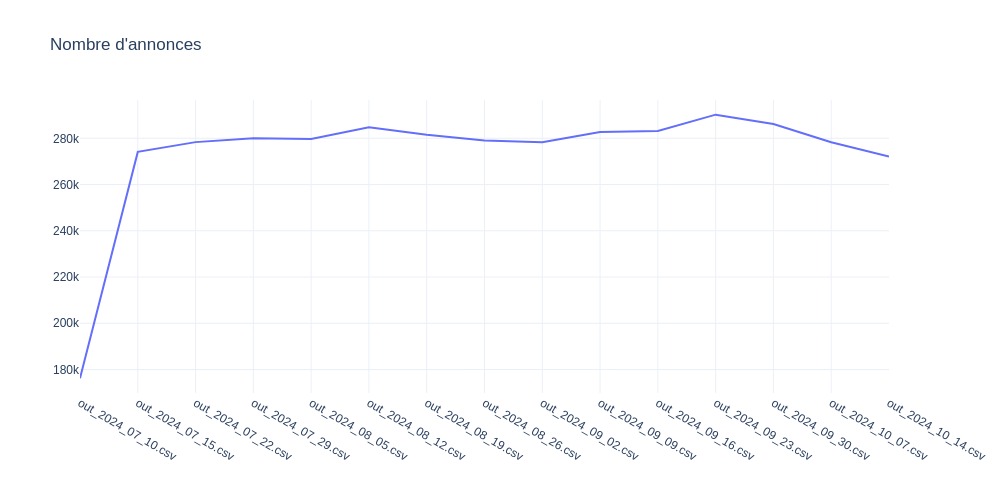 Nombre d'annonces
280k
260k
240k
220k
200k
180k
out_2024_07_10.csv
out_2024_07_15.csv
out_2024_07_22.csv
out_2024_07_29.csv
out_2024_08_05.csv
out_2024_08_12.csv
out_2024_08_19.csv
out_2024_08_26.csv
out_2024_09_02.csv
out_2024_09_09.csv
out_2024_09_16.csv
out_2024_09_23.csv
out_2024_09_30.csv
out_2024_10_07.csv
out_2024_10_14.csv